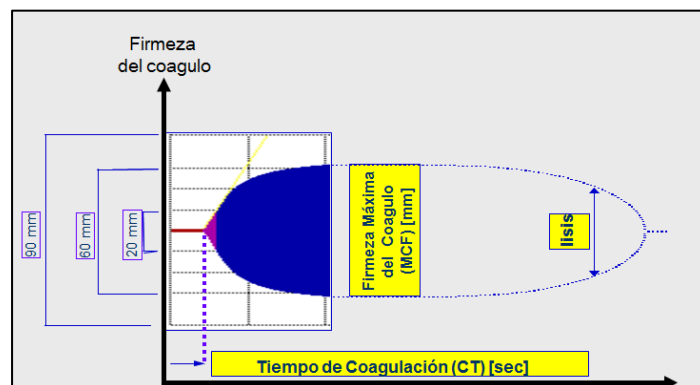 Firmeza
del coagulo
90 mm
60 mm
20 mm
Firmeza Máxima
del Coagulo
(MCF) [mm]
lisis
Tiempo de Coagulación (CT) [sec]